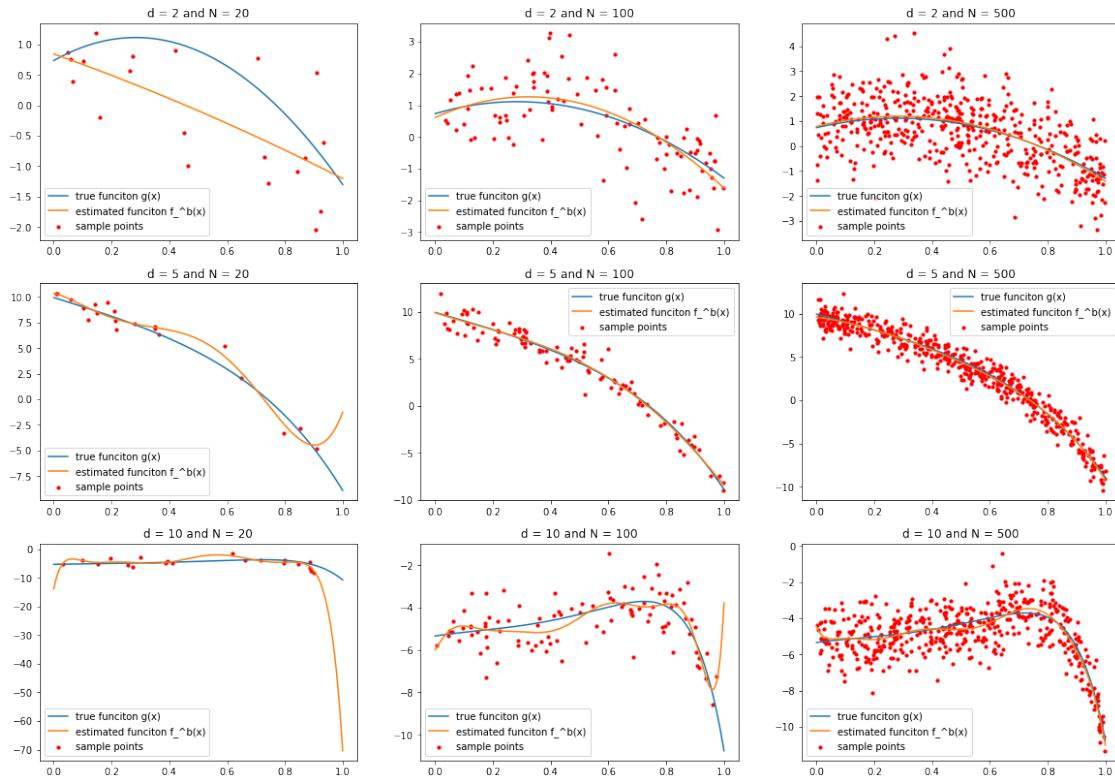 d = 2 and N = 20
1.0
0.5
0.0
-0.5
-1.0
-1.5
-2.0
true funciton g(x)
estimated funciton f_^b(x)
sample points
0.0 0.2 0.4 0.6 0.8 1.0
d = 2 and N = 100
3
2
1
0
-1
-2
-3
true funciton g(x)
estimated funciton f_^b(x)
sample points
0.0 0.2 0.4 0.6 0.8 1.0
d = 2 and N = 500
4
3
2
1
0
-1
-2
-3
true funciton g(x)
estimated funciton f_^b(x)
sample points
0.0 0.2 0.4 0.6 0.8 1.0
d = 5 and N = 20
10.0
7.5
5.0
2.5
0.0
-2.5
-5.0
-7.5
true funciton g(x)
estimated funciton f_^b(x)
sample points
0.0 0.2 0.4 0.6 0.8 1.0
d = 5 and N = 100
true funciton g(x)
estimated funciton f_^b(x)
sample points
10
5
0
-5
-10
0.0 0.2 0.4 0.6 0.8 1.0
d = 5 and N = 500
true funciton g(x)
estimated funciton f_^b(x)
sample points
10
5
0
-5
-10
0.0 0.2 0.4 0.6 0.8 1.0
d = 10 and N = 20
0
-10
-20
-30
-40
-50
-60
-70
true funciton g(x)
estimated funciton f_^b(x)
sample points
0.0 0.2 0.4 0.6 0.8 1.0
d = 10 and N = 100
-2
-4
-6
-8
-10
true funciton g(x)
estimated funciton f_^b(x)
sample points
0.0 0.2 0.4 0.6 0.8 1.0
d = 10 and N = 500
0
-2
-4
-6
-8
-10
true funciton g(x)
estimated funciton f_^b(x)
sample points
0.0 0.2 0.4 0.6 0.8 1.0